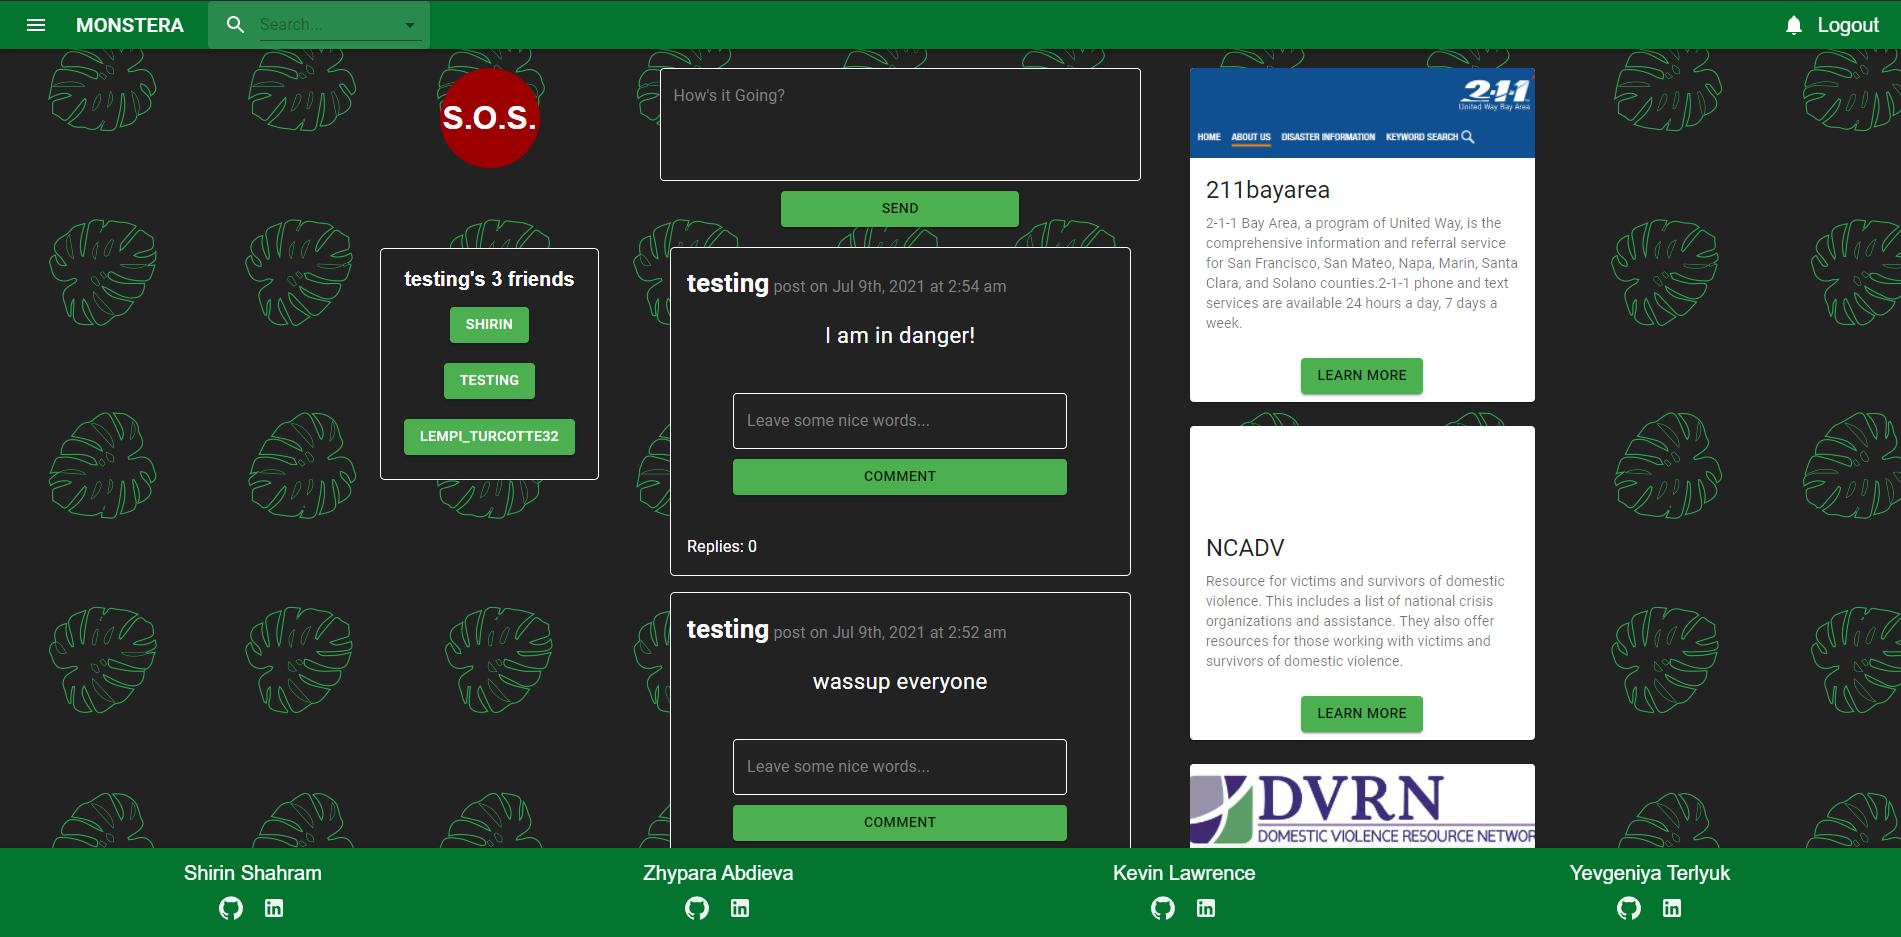 MONSTERA
Search...
Logout
S.O.S.
testing's 3 friends
SHIRIN
TESTING
LEMPI_TURCOTTE32
How's it Going?
SEND
testing post on Jul 9th, 2021 at 2:54 am
I am in danger!
Leave some nice words...
COMMENT
Replies: 0
testing post on Jul 9th, 2021 at 2:52 am
wassup everyone
Leave some nice words...
COMMENT
2·1·1
United Way Bay Area
HOME ABOUT US DISASTER INFORMATION KEYWORD SEARCH
211bayarea
2-1-1 Bay Area, a program of United Way, is the
comprehensive information and referral service
for San Francisco, San Mateo, Napa, Marin, Santa
Clara, and Solano counties.2-1-1 phone and text
services are available 24 hours a day, 7 days a
week.
LEARN MORE
NCADV
Resource for victims and survivors of domestic
violence. This includes a list of national crisis
organizations and assistance. They also offer
resources for those working with victims and
survivors of domestic violence.
LEARN MORE
DVRN
DOMESTIC VIOLENCE RESOURCE NETWOR
Shirin Shahram
Zhypara Abdieva
Kevin Lawrence
Yevgeniya Terlyuk